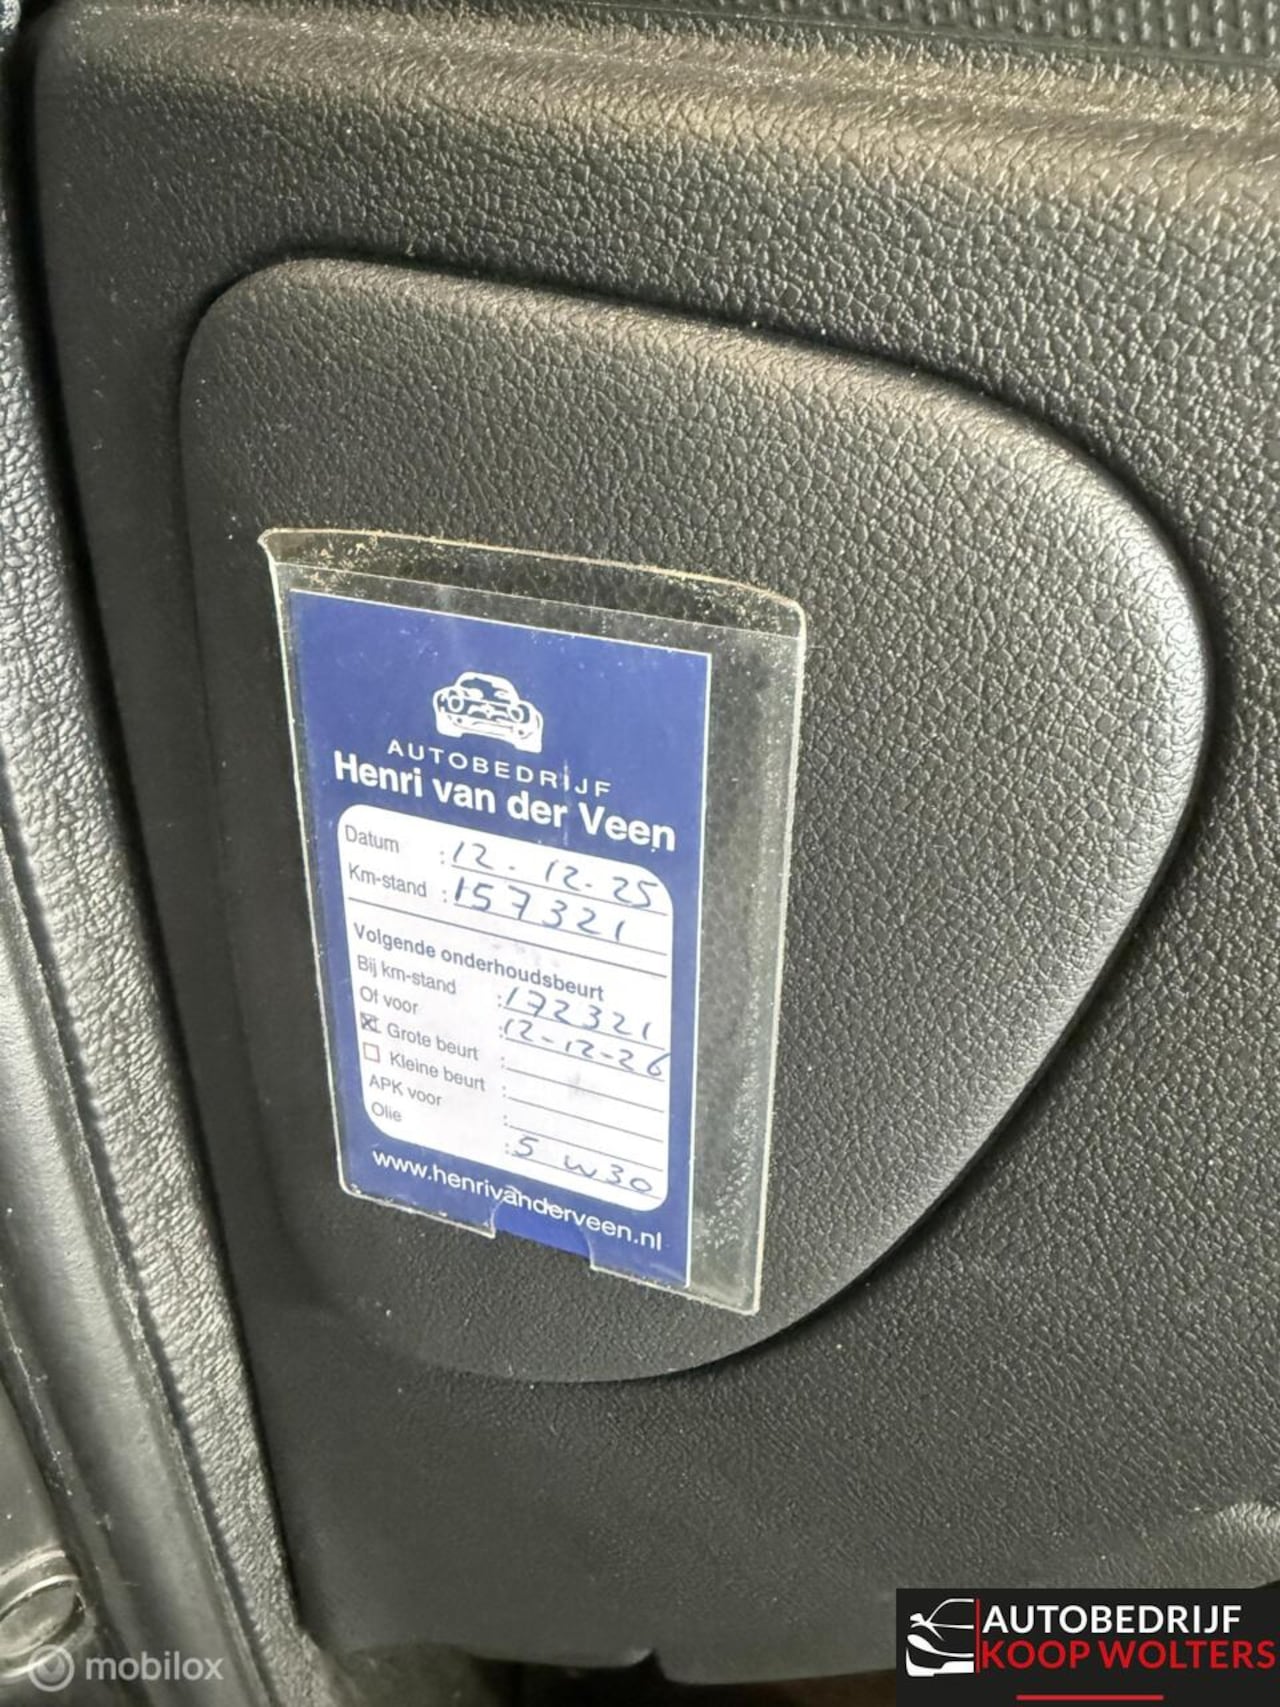 AUTOBEDRIJF
Henri van der Veen
Datum : 12-12-25
Km-stand : 157321
Volgende onderhoudsbeurt
Bij km-stand : 172321
Of voor : 12-12-26
Grote beurt :
Kleine beurt :
APK voor :
Olie : 5 W30
www.henrivanderveen.nl
mobilox
AUTOBEDRIJF
KOOP WOLTERS